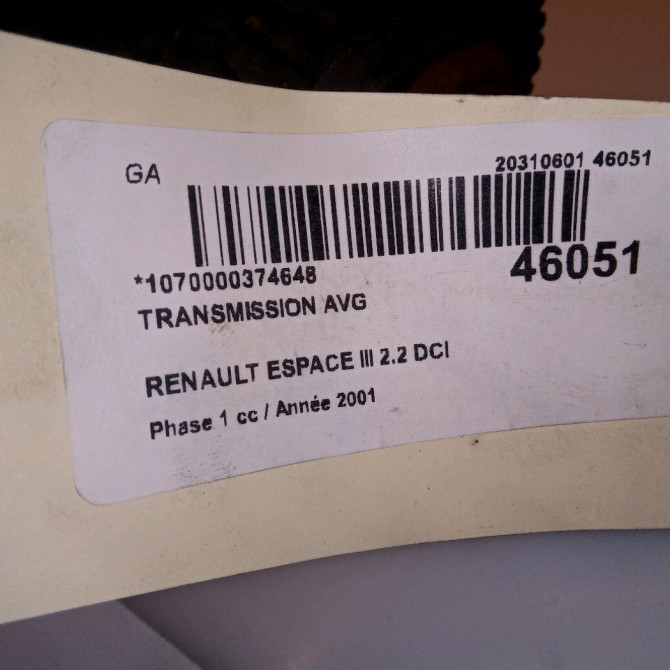 GA
20310601 46051
*1070000374648
46051
TRANSMISSION AVG
RENAULT ESPACE III 2.2 DCI
Phase 1 cc / Année 2001